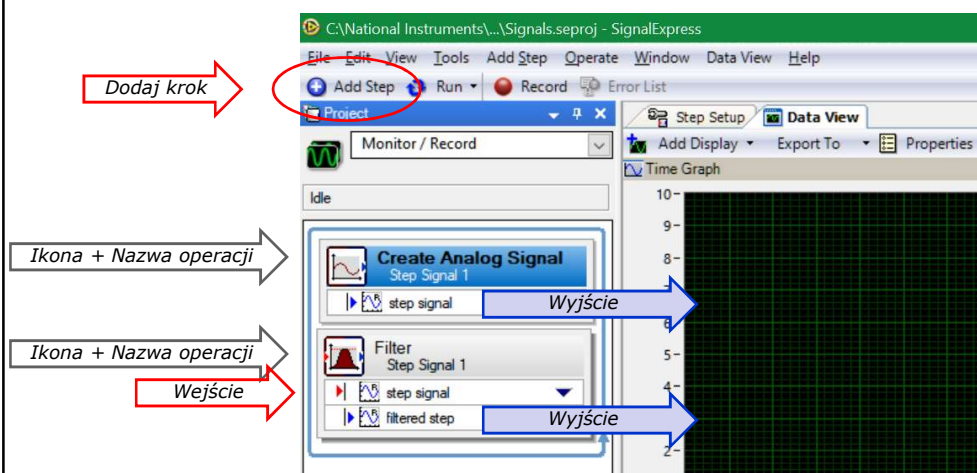 C:\National Instruments\...\Signals.seproj - SignalExpress
File Edit View Tools Add Step Operate Window Data View Help
Dodaj krok
Add Step Run Record Error List
Project
Step Setup Data View
Monitor / Record
Add Display Export To Properties
Time Graph
Idle
10
9
Ikona + Nazwa operacji
Create Analog Signal
8
Step Signal 1
step signal
Wyjście
6
Ikona + Nazwa operacji
Filter
5
Step Signal 1
Wejście
step signal
4
filtered step
Wyjście
2